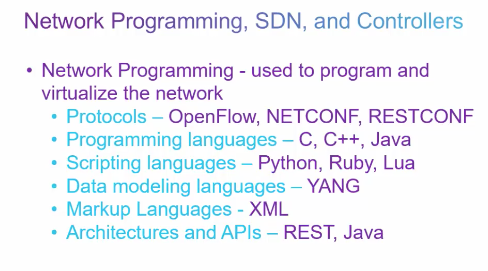 Network Programming, SDN, and Controllers
• Network Programming - used to program and
virtualize the network
• Protocols – OpenFlow, NETCONF, RESTCONF
• Programming languages – C, C++, Java
• Scripting languages – Python, Ruby, Lua
• Data modeling languages – YANG
• Markup Languages - XML
• Architectures and APIs – REST, Java